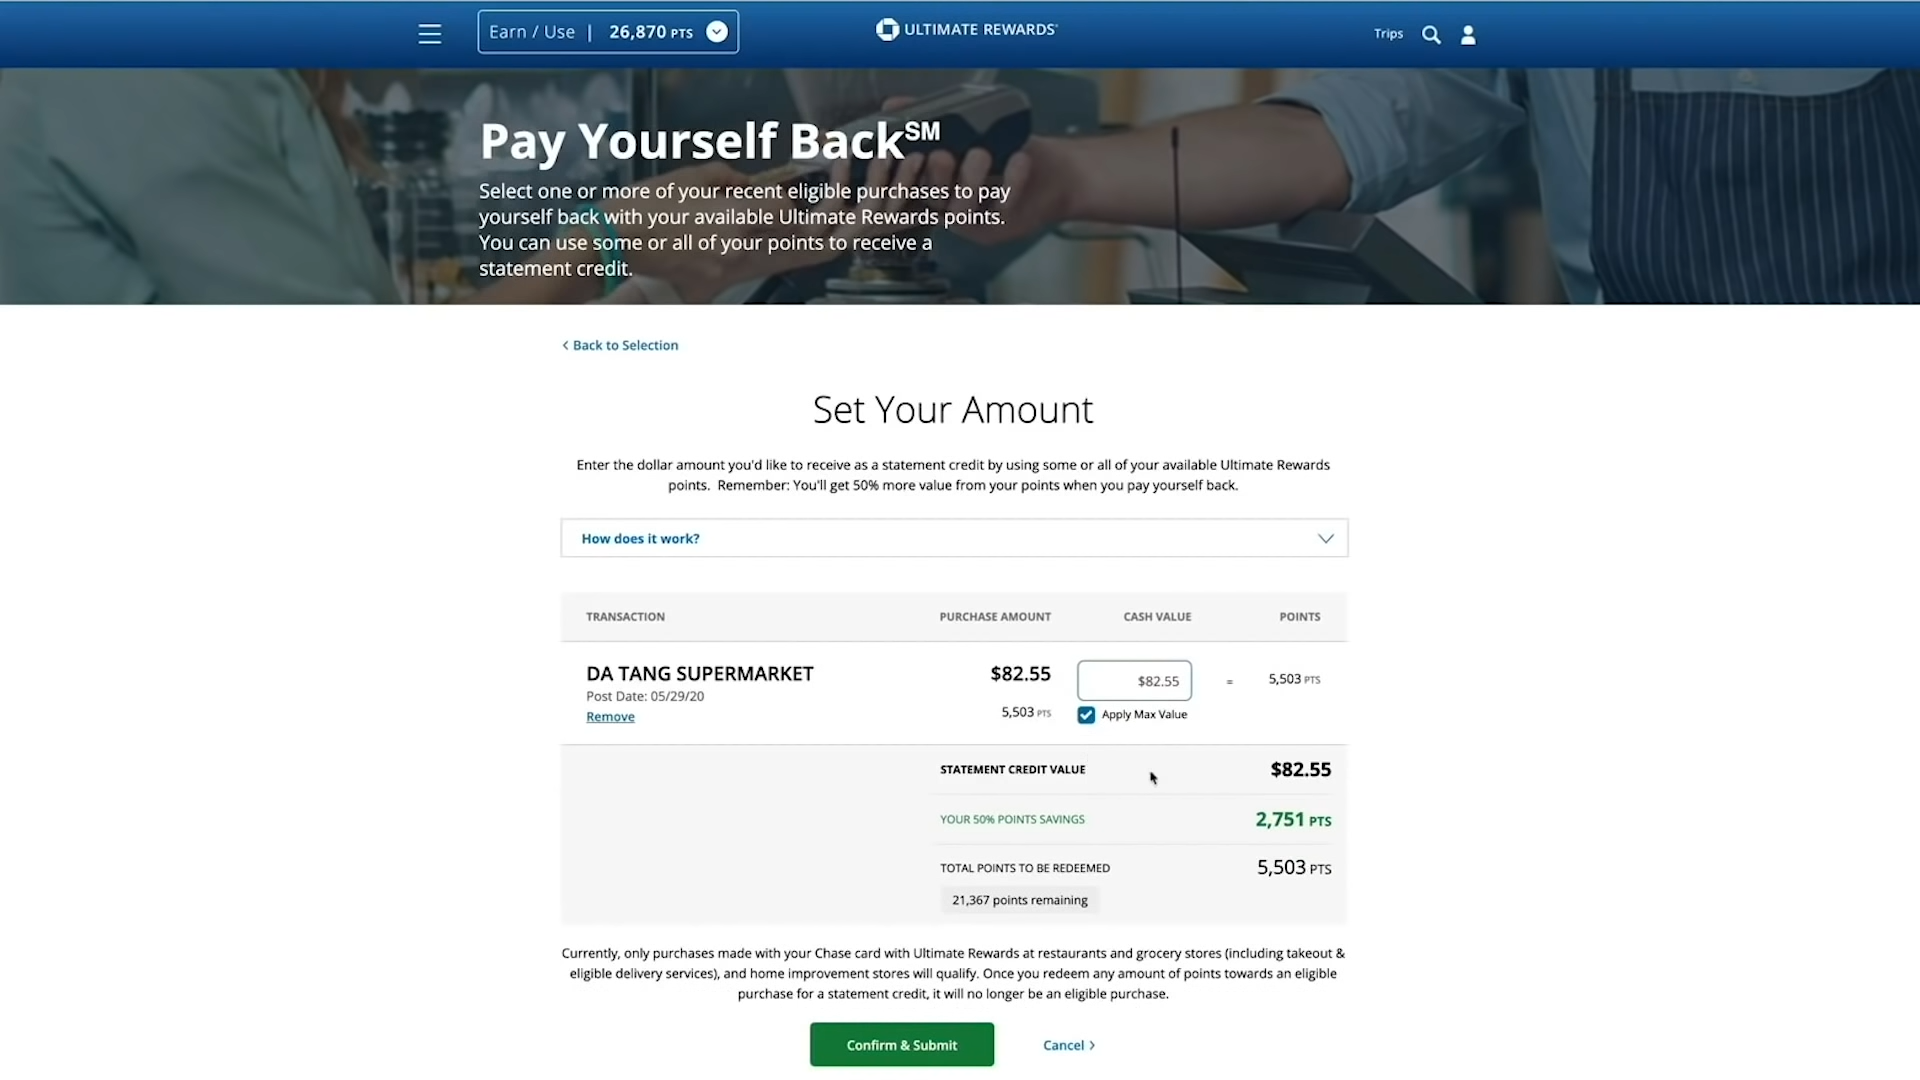 Earn / Use | 26,870 PTS
ULTIMATE REWARDS®
Trips
Pay Yourself Back℠
Select one or more of your recent eligible purchases to pay
yourself back with your available Ultimate Rewards points.
You can use some or all of your points to receive a
statement credit.
< Back to Selection
Set Your Amount
Enter the dollar amount you'd like to receive as a statement credit by using some or all of your available Ultimate Rewards
points. Remember: You'll get 50% more value from your points when you pay yourself back.
How does it work?
TRANSACTION PURCHASE AMOUNT CASH VALUE POINTS
DA TANG SUPERMARKET $82.55 $82.55 = 5,503 PTS
Post Date: 05/29/20
Remove 5,503 PTS Apply Max Value
STATEMENT CREDIT VALUE $82.55
YOUR 50% POINTS SAVINGS 2,751 PTS
TOTAL POINTS TO BE REDEEMED 5,503 PTS
21,367 points remaining
Currently, only purchases made with your Chase card with Ultimate Rewards at restaurants and grocery stores (including takeout &
eligible delivery services), and home improvement stores will qualify. Once you redeem any amount of points towards an eligible
purchase for a statement credit, it will no longer be an eligible purchase.
Confirm & Submit Cancel >